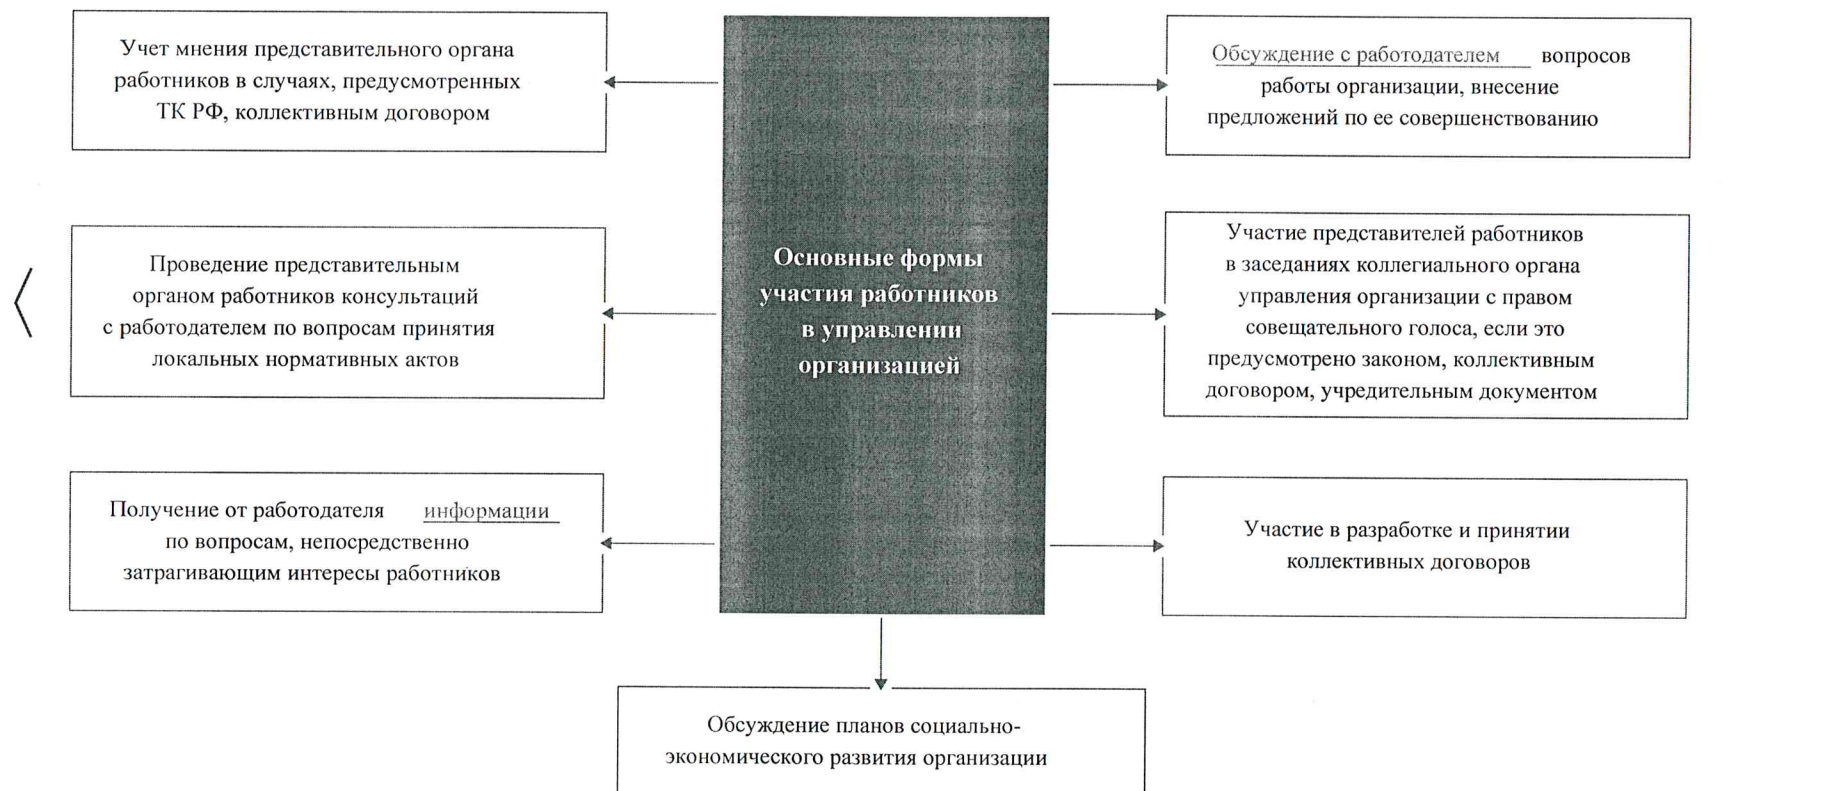 Учет мнения представительного органа
работников в случаях, предусмотренных
ТК РФ, коллективным договором
Проведение представительным
органом работников консультаций
с работодателем по вопросам принятия
локальных нормативных актов
Получение от работодателя информации
по вопросам, непосредственно
затрагивающим интересы работников
Основные формы
участия работников
в управлении
организацией
Обсуждение с работодателем вопросов
работы организации, внесение
предложений по ее совершенствованию
Участие представителей работников
в заседаниях коллегиального органа
управления организации с правом
совещательного голоса, если это
предусмотрено законом, коллективным
договором, учредительным документом
Участие в разработке и принятии
коллективных договоров
Обсуждение планов социально-
экономического развития организации